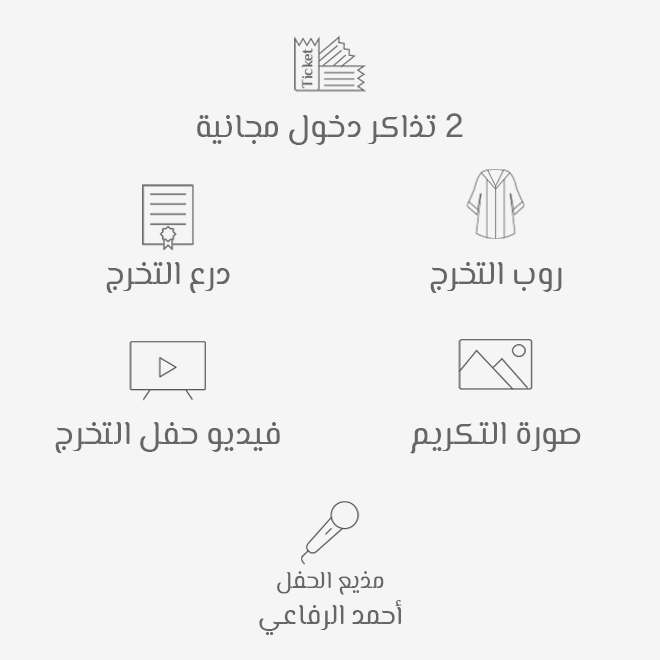 Ticket
2 تذاكر دخول مجانية
روب التخرج
درع التخرج
صورة التكريم
فيديو حفل التخرج
مذيع الحفل
أحمد الرفاعي